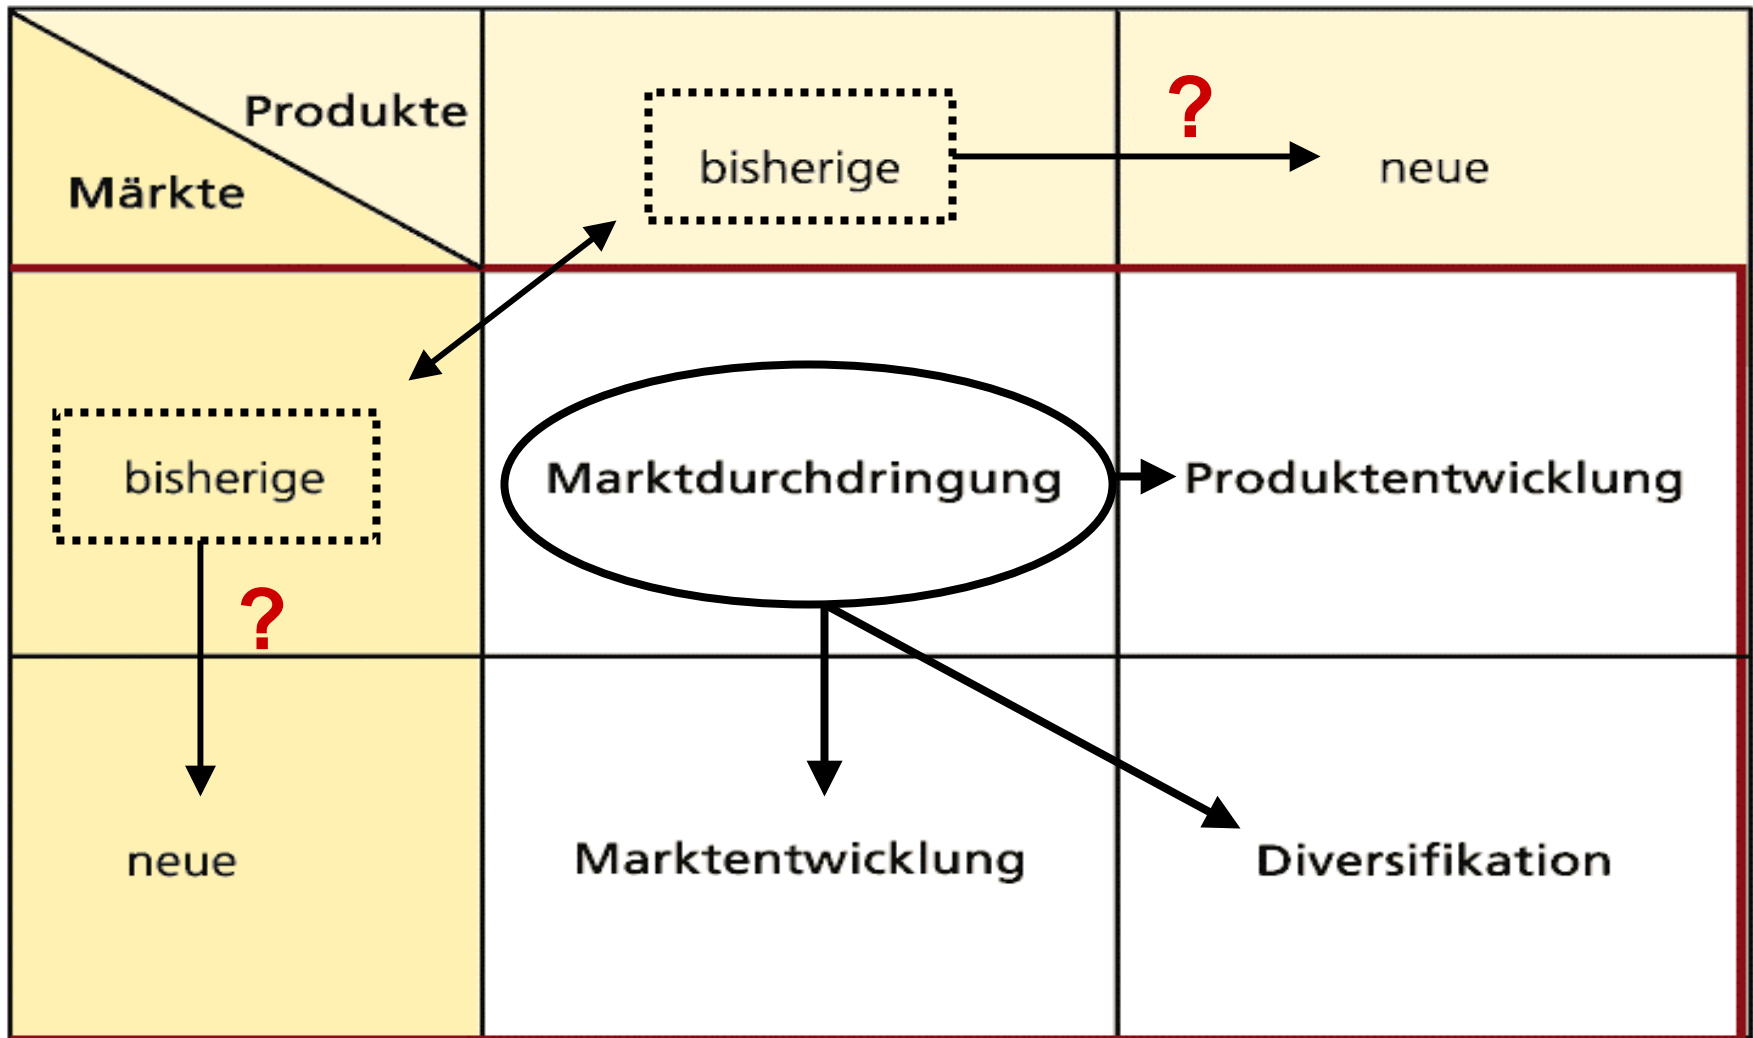 Produkte
Märkte
bisherige
?
neue
bisherige
Marktdurchdringung
Produktentwicklung
?
neue
Marktentwicklung
Diversifikation